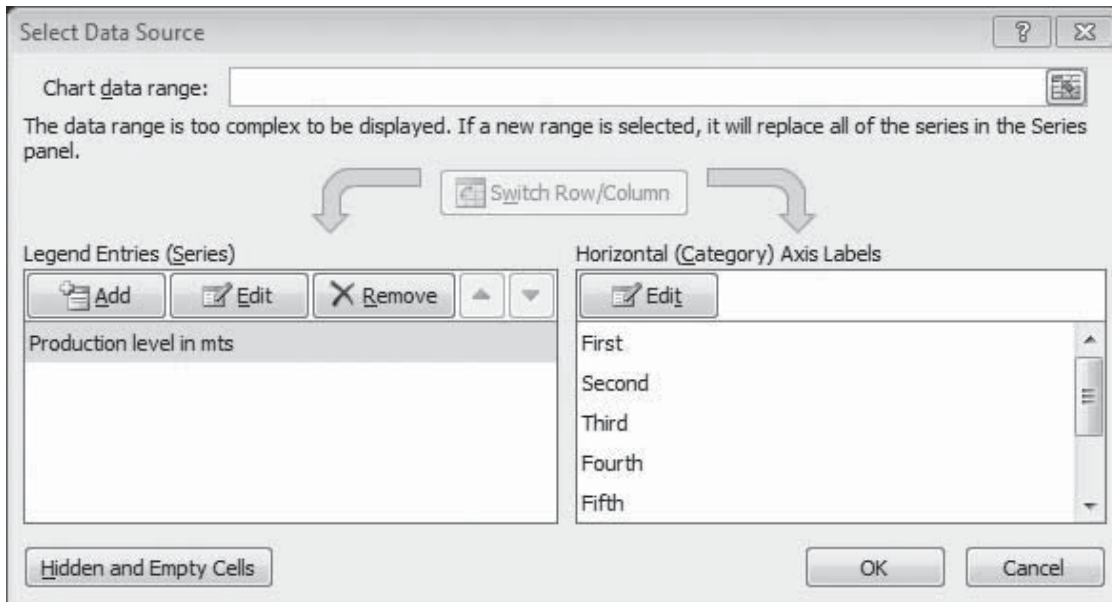 Select Data Source
Chart data range:
The data range is too complex to be displayed. If a new range is selected, it will replace all of the series in the Series
panel.
Switch Row/Column
Legend Entries (Series)
Horizontal (Category) Axis Labels
Add
Edit
Remove
Edit
Production level in mts
First
Second
Third
Fourth
Fifth
Hidden and Empty Cells
OK
Cancel